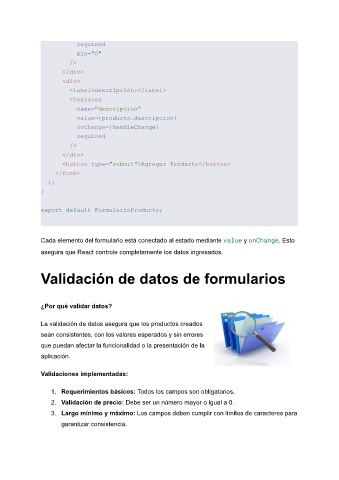 required
min="0"
/>
</div>
<div>
<label>Descripción:</label>
<textarea
name="descripcion"
value={producto.descripcion}
onChange={handleChange}
required
/>
</div>
<button type="submit">Agregar Producto</button>
</form>
);
}
export default FormularioProducto;
Cada elemento del formulario está conectado al estado mediante value y onChange. Esto
asegura que React controle completamente los datos ingresados.
Validación de datos de formularios
¿Por qué validar datos?
La validación de datos asegura que los productos creados
sean consistentes, con los valores esperados y sin errores
que puedan afectar la funcionalidad o la presentación de la
aplicación.
Validaciones implementadas:
1. Requerimientos básicos: Todos los campos son obligatorios.
2. Validación de precio: Debe ser un número mayor o igual a 0.
3. Largo mínimo y máximo: Los campos deben cumplir con límites de caracteres para
garantizar consistencia.